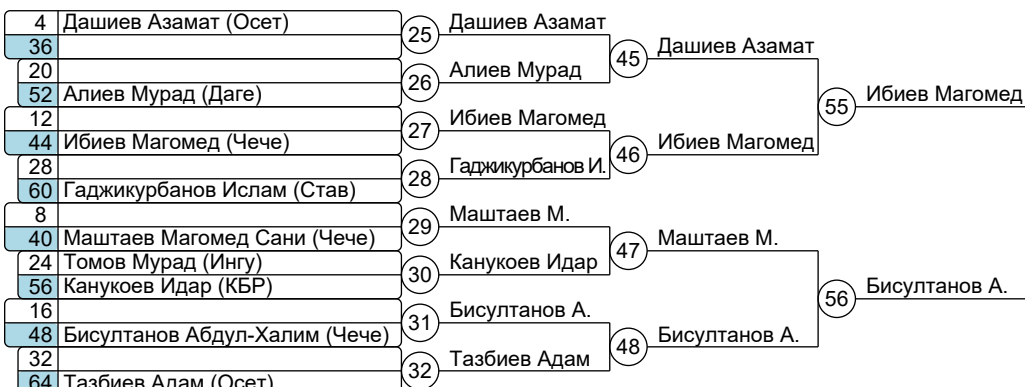 4 Дашиев Азамат (Осет)
36
20
52 Алиев Мурад (Даге)
12
44 Ибиев Магомед (Чече)
28
60 Гаджикурбанов Ислам (Став)
8
40 Маштаев Магомед Сани (Чече)
24 Томов Мурад (Ингу)
56 Канукоев Идар (КБР)
16
48 Бисултанов Абдул-Халим (Чече)
32
64 Тазбиев Адам (Осет)
25 Дашиев Азамат
26 Алиев Мурад
27 Ибиев Магомед
28 Гаджикурбанов И.
29 Маштаев М.
30 Канукоев Идар
31 Бисултанов А.
32 Тазбиев Адам
45 Дашиев Азамат
46 Ибиев Магомед
47 Маштаев М.
48 Бисултанов А.
55 Ибиев Магомед
56 Бисултанов А.